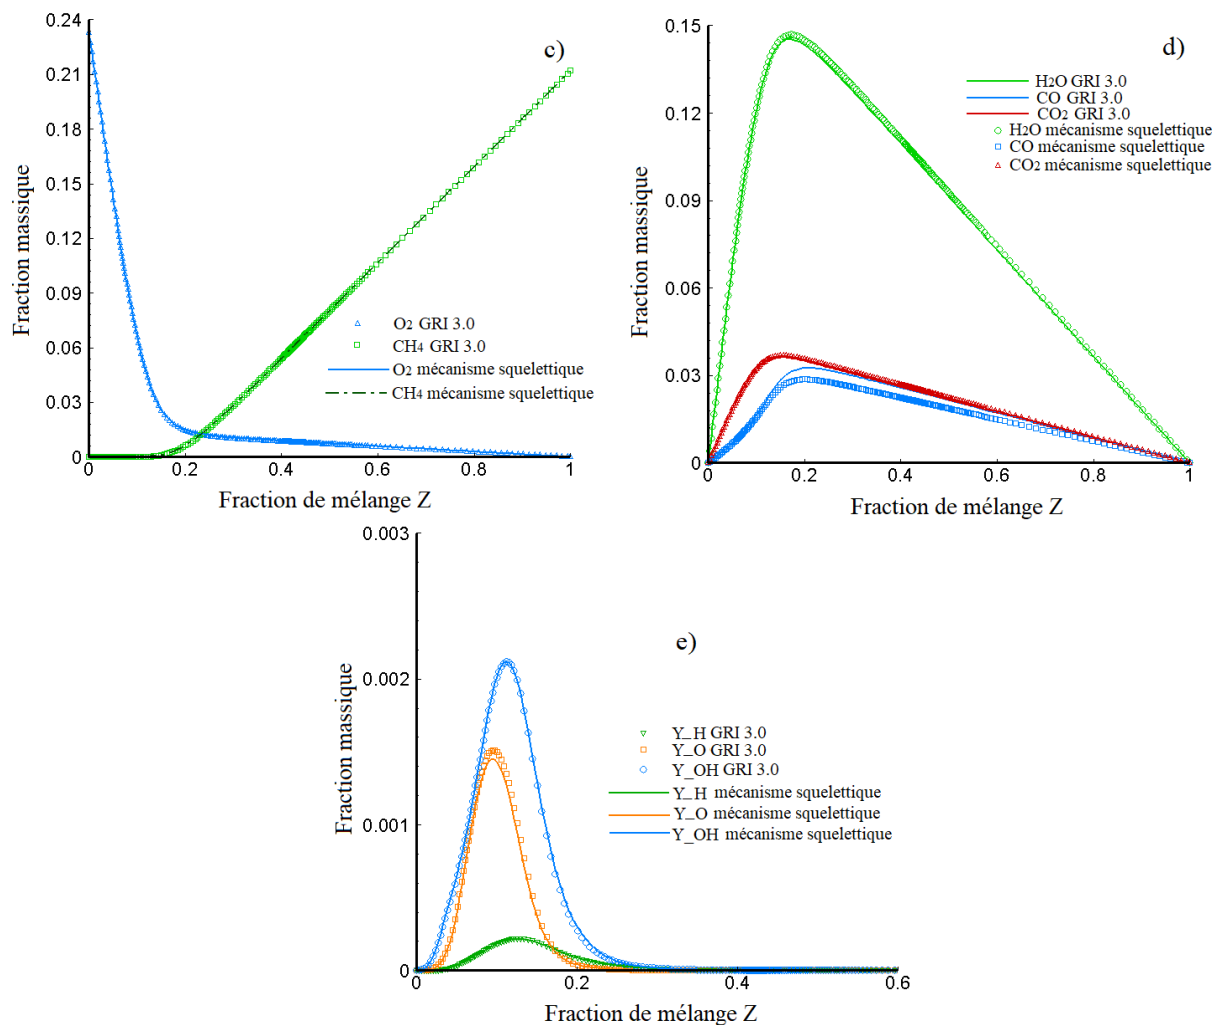 c)
0.24
0.21
0.18
0.15
0.12
0.09
0.06
0.03
0
Fraction massique
O2 GRI 3.0
CH4 GRI 3.0
O2 mécanisme squelettique
CH4 mécanisme squelettique
0 0.2 0.4 0.6 0.8 1
Fraction de mélange Z
d)
0.15
0.12
0.09
0.06
0.03
0
Fraction massique
H2O GRI 3.0
CO GRI 3.0
CO2 GRI 3.0
H2O mécanisme squelettique
CO mécanisme squelettique
CO2 mécanisme squelettique
0 0.2 0.4 0.6 0.8 1
Fraction de mélange Z
e)
0.003
0.002
0.001
0
Fraction massique
Y_H GRI 3.0
Y_O GRI 3.0
Y_OH GRI 3.0
Y_H mécanisme squelettique
Y_O mécanisme squelettique
Y_OH mécanisme squelettique
0 0.2 0.4 0.6
Fraction de mélange Z